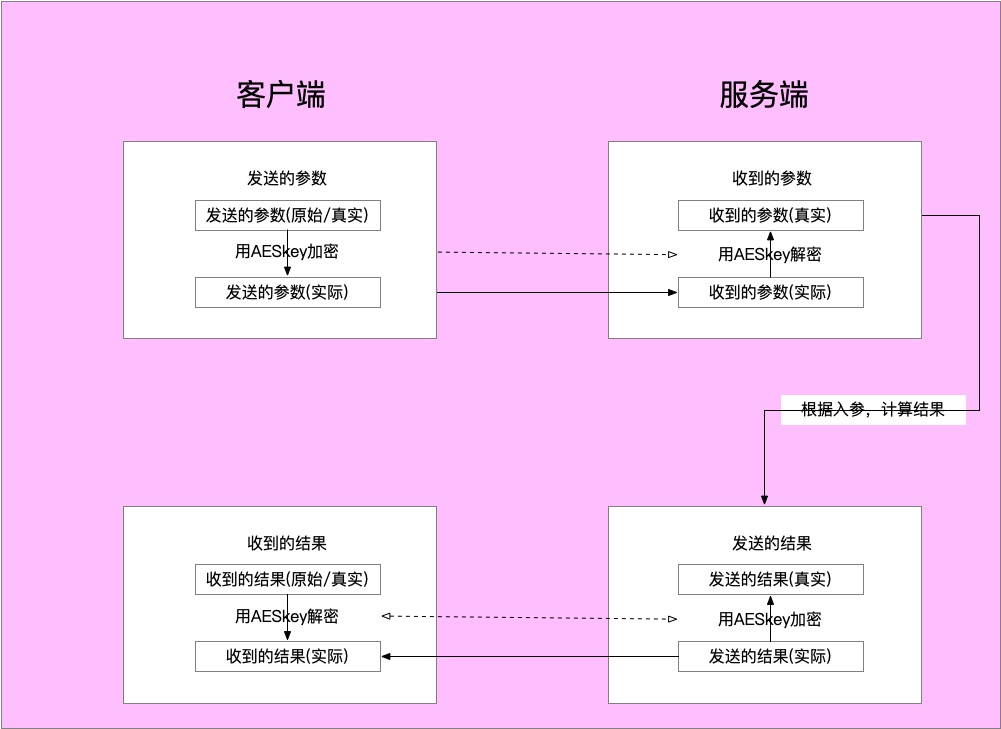 客户端
服务端
发送的参数
发送的参数(原始/真实)
用AESkey加密
发送的参数(实际)
收到的参数
收到的参数(真实)
用AESkey解密
收到的参数(实际)
根据入参，计算结果
收到的结果
收到的结果(原始/真实)
用AESkey解密
收到的结果(实际)
发送的结果
发送的结果(真实)
用AESkey加密
发送的结果(实际)